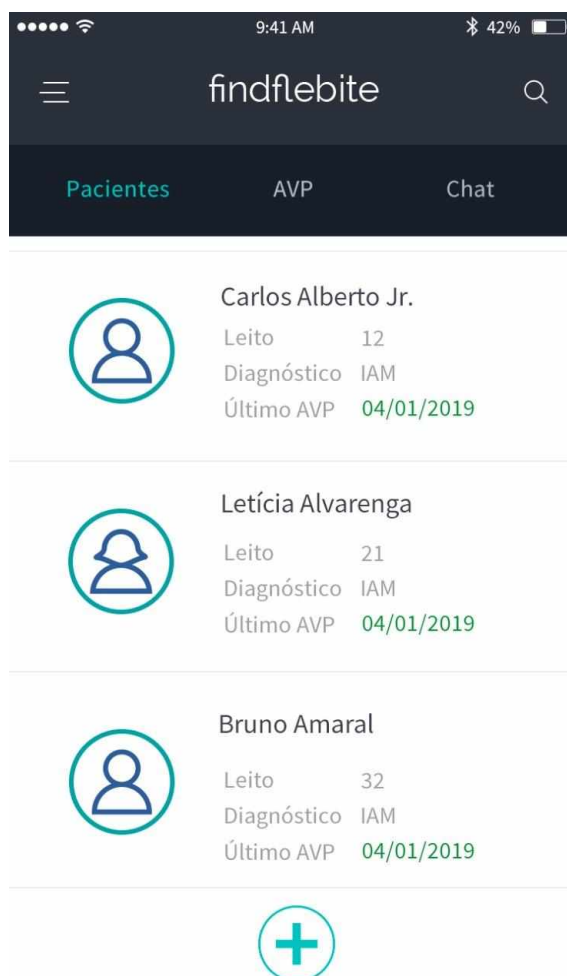 9:41 AM 42%
findflebite
Pacientes AVP Chat
Carlos Alberto Jr.
Leito 12
Diagnóstico IAM
Último AVP 04/01/2019
Letícia Alvarenga
Leito 21
Diagnóstico IAM
Último AVP 04/01/2019
Bruno Amaral
Leito 32
Diagnóstico IAM
Último AVP 04/01/2019